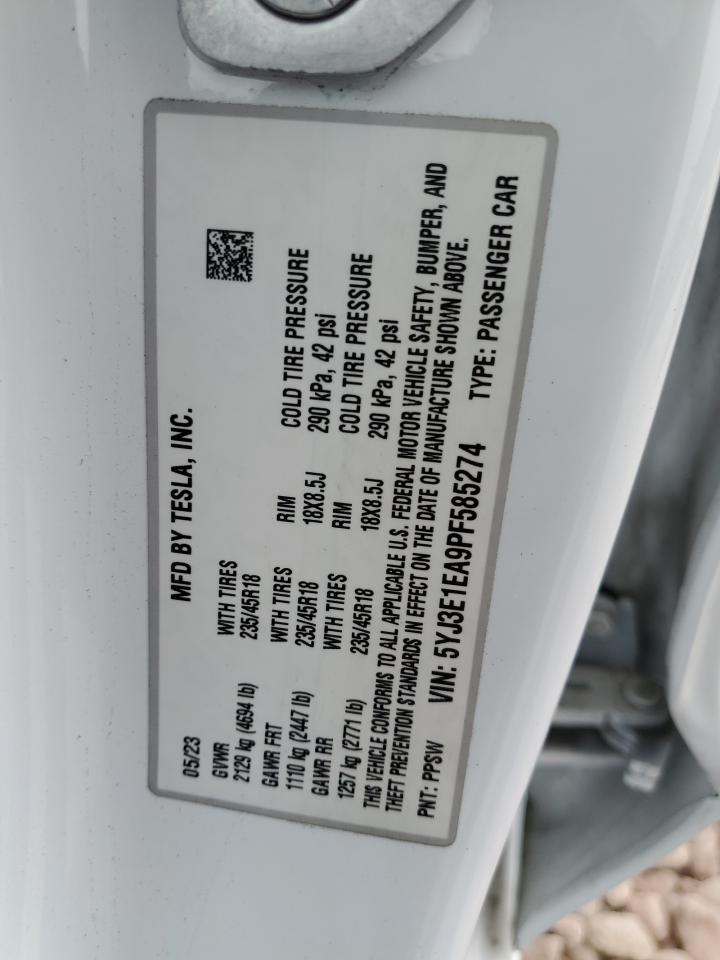 05/23 MFD BY TESLA, INC.
GVWR WITH TIRES
2129 kg (4694 lb) 235/45R18
GAWR FRT WITH TIRES RIM COLD TIRE PRESSURE
1110 kg (2447 lb) 235/45R18 18X8.5J 290 kPa, 42 psi
GAWR RR WITH TIRES RIM COLD TIRE PRESSURE
1257 kg (2771 lb) 235/45R18 18X8.5J 290 kPa, 42 psi
THIS VEHICLE CONFORMS TO ALL APPLICABLE U.S. FEDERAL MOTOR VEHICLE SAFETY, BUMPER, AND
THEFT PREVENTION STANDARDS IN EFFECT ON THE DATE OF MANUFACTURE SHOWN ABOVE.
PNT: PPSW VIN: 5YJ3E1EA9PF585274 TYPE: PASSENGER CAR